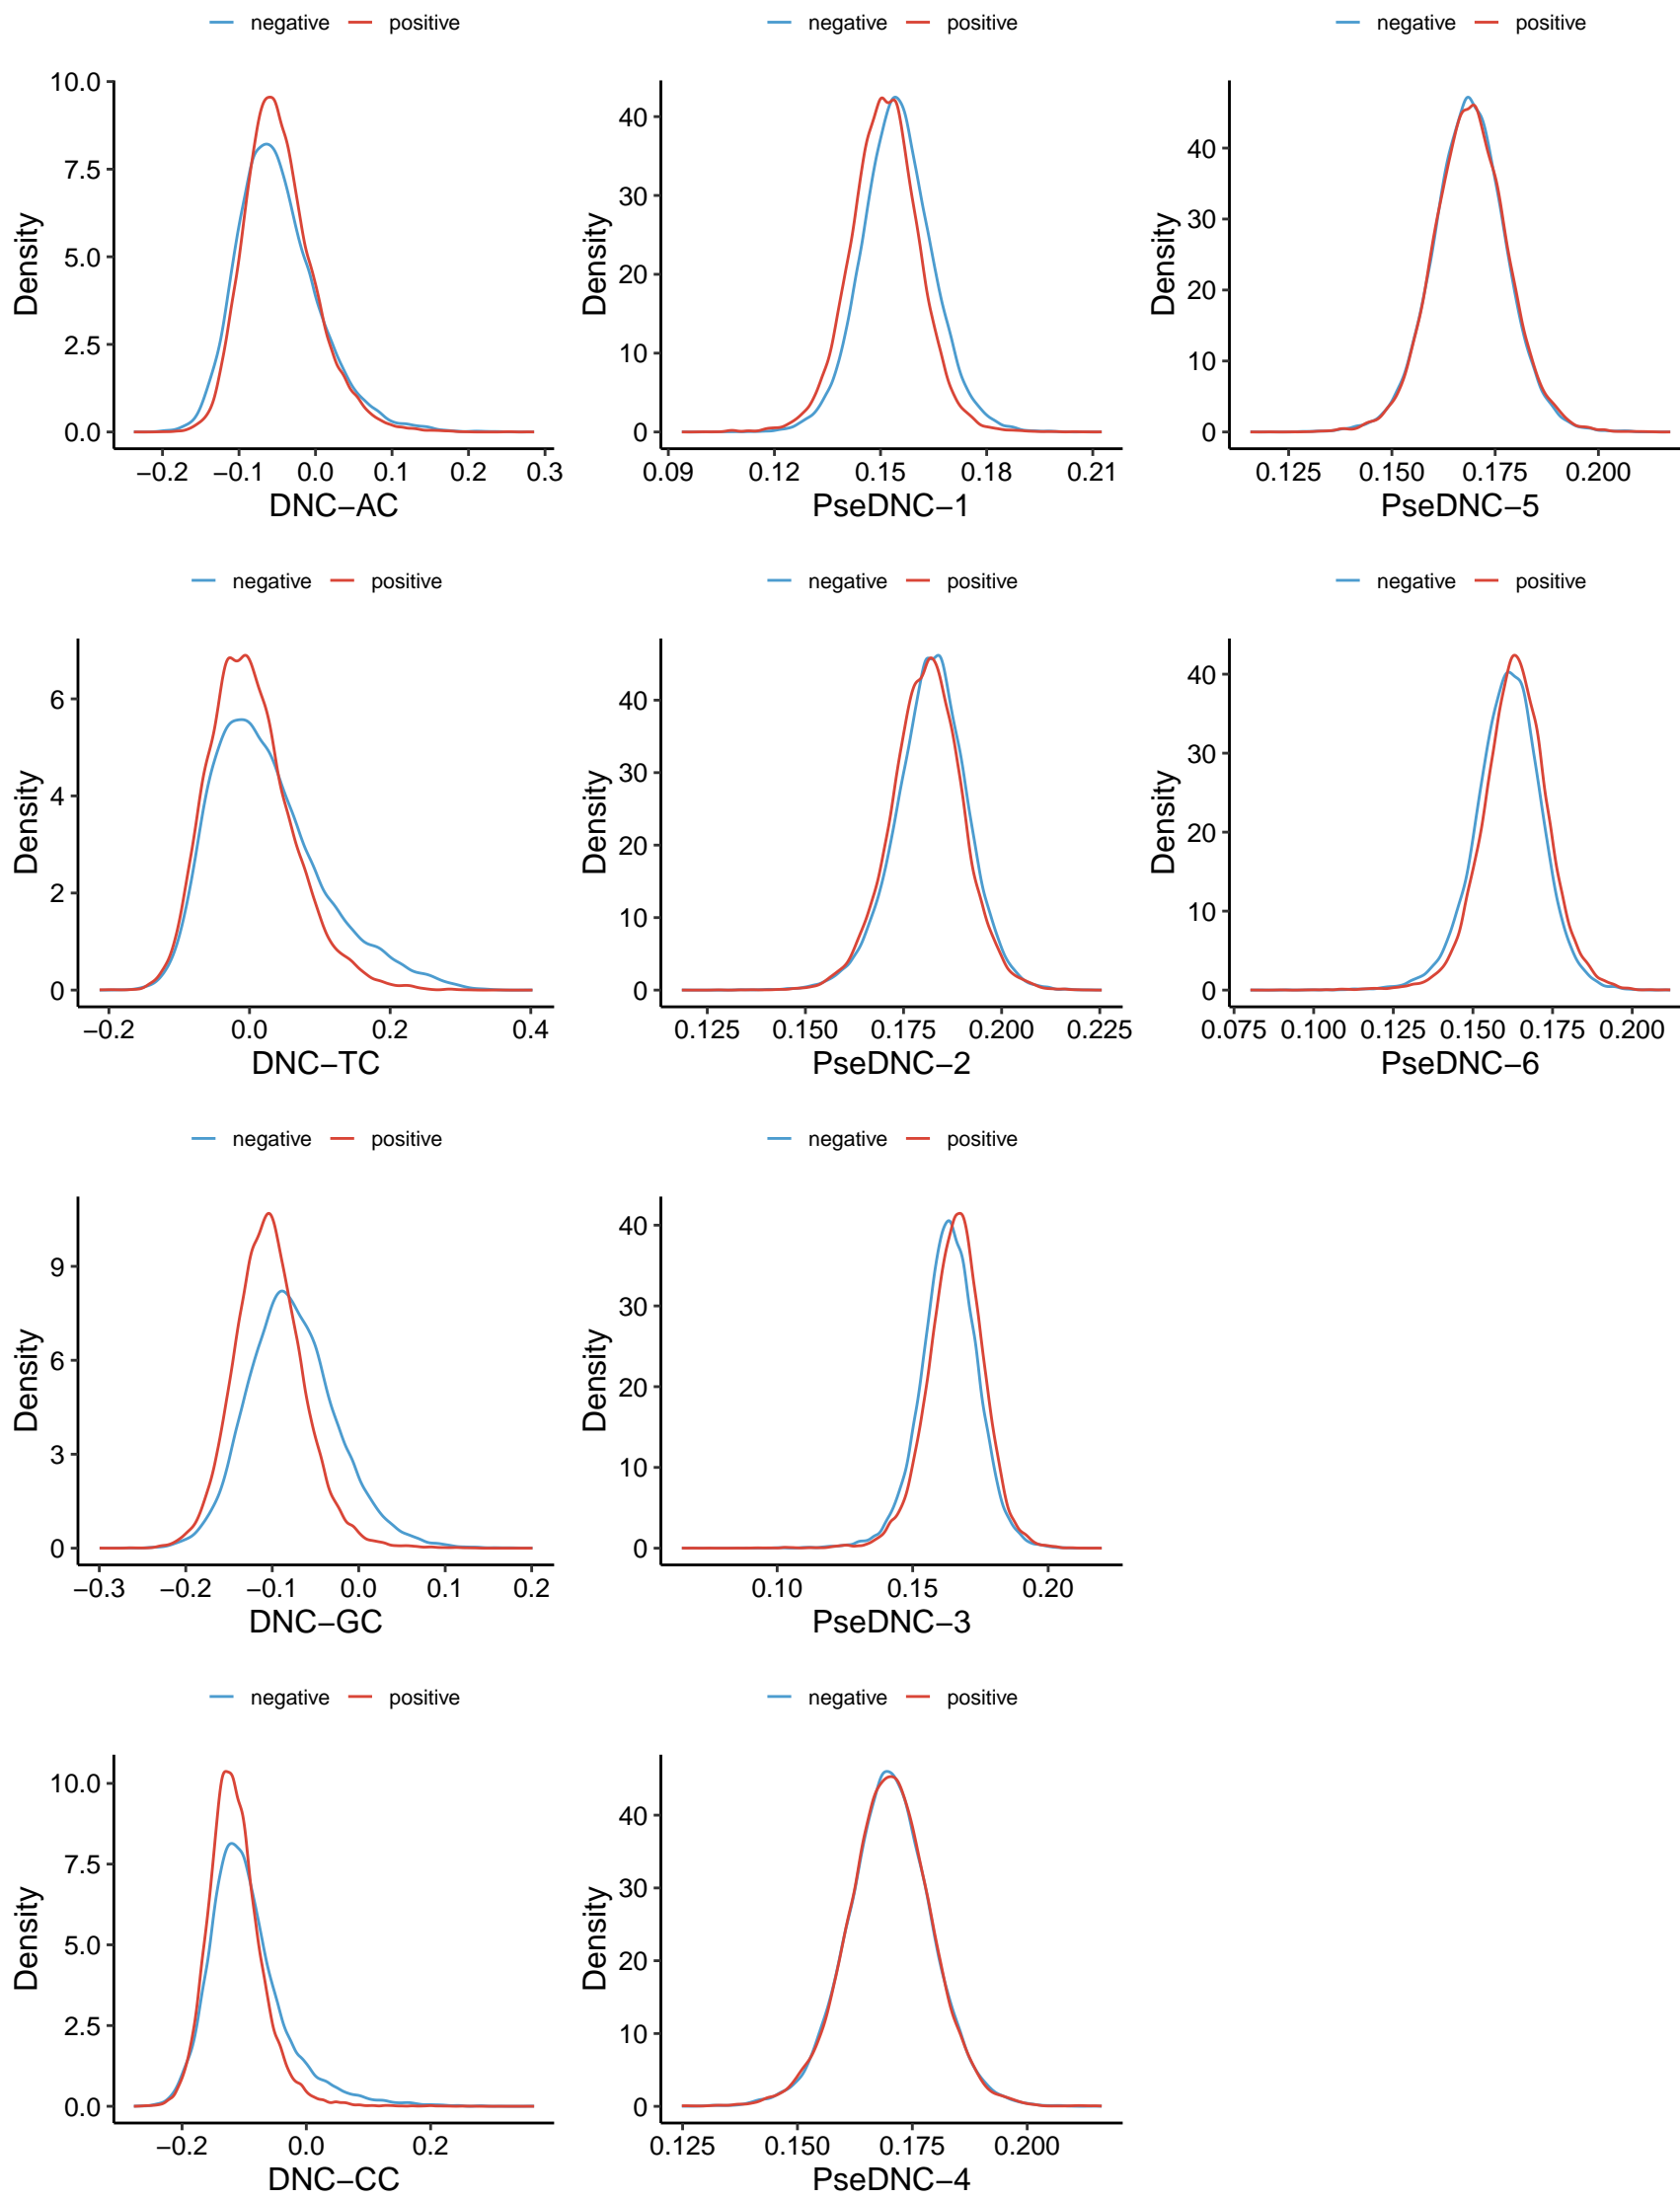 negative positive
negative positive
negative positive
10.0
7.5
5.0
2.5
0.0
Density
−0.2 −0.1 0.0 0.1 0.2 0.3
DNC−AC
40
30
20
10
0
Density
0.09 0.12 0.15 0.18 0.21
PseDNC−1
40
30
20
10
0
Density
0.125 0.150 0.175 0.200
PseDNC−5
negative positive
negative positive
negative positive
6
4
2
0
Density
−0.2 0.0 0.2 0.4
DNC−TC
40
30
20
10
0
Density
0.125 0.150 0.175 0.200 0.225
PseDNC−2
40
30
20
10
0
Density
0.075 0.100 0.125 0.150 0.175 0.200
PseDNC−6
negative positive
negative positive
9
6
3
0
Density
−0.3 −0.2 −0.1 0.0 0.1 0.2
DNC−GC
40
30
20
10
0
Density
0.10 0.15 0.20
PseDNC−3
negative positive
negative positive
10.0
7.5
5.0
2.5
0.0
Density
−0.2 0.0 0.2
DNC−CC
40
30
20
10
0
Density
0.125 0.150 0.175 0.200
PseDNC−4